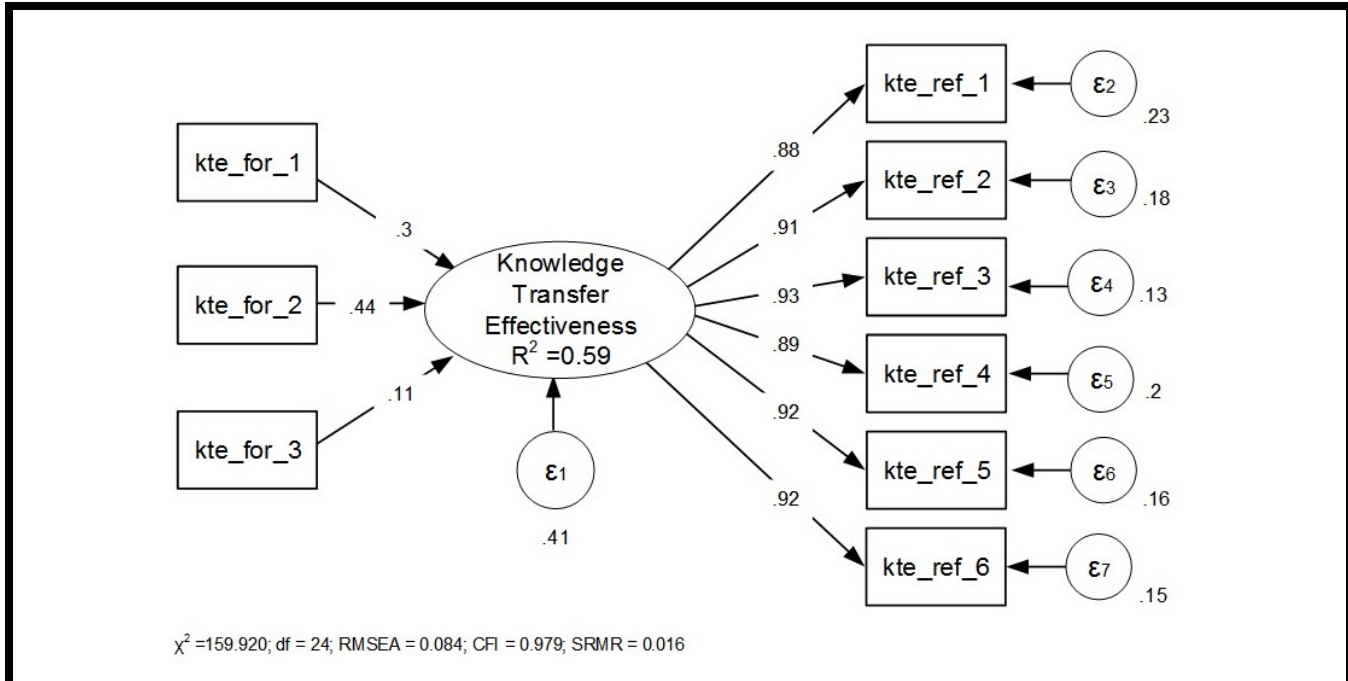 kte_for_1
kte_for_2
kte_for_3
.3
.44
.11
Knowledge
Transfer
Effectiveness
R² =0.59
ε1
.41
.88
.91
.93
.89
.92
.92
kte_ref_1
ε2
.23
kte_ref_2
ε3
.18
kte_ref_3
ε4
.13
kte_ref_4
ε5
.2
kte_ref_5
ε6
.16
kte_ref_6
ε7
.15
χ² =159.920; df = 24; RMSEA = 0.084; CFI = 0.979; SRMR = 0.016